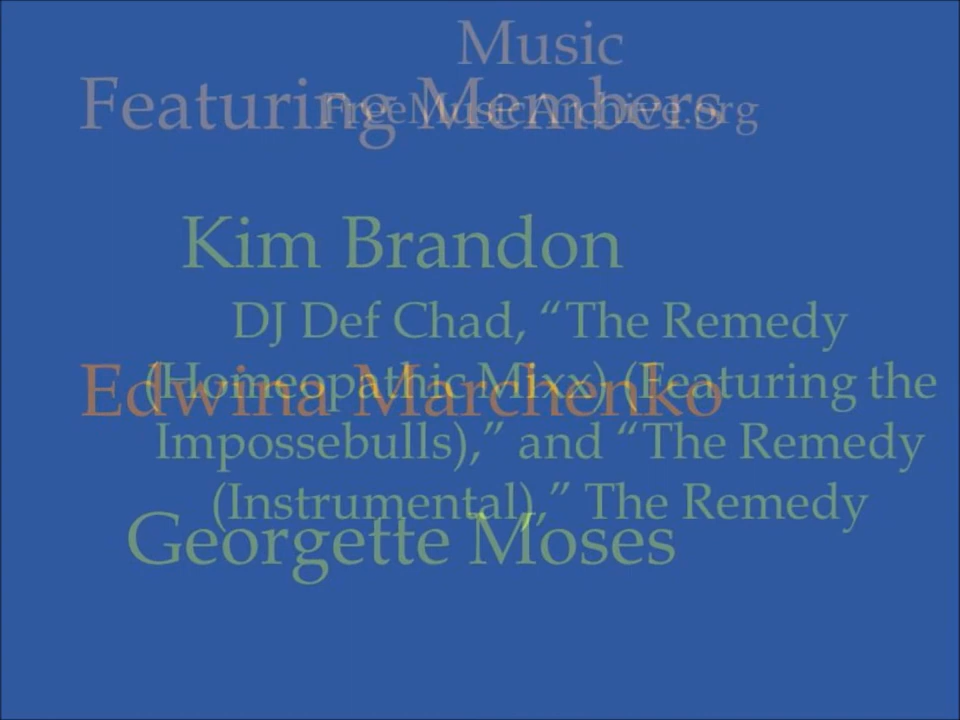 Music
Featuring Members
FreeMusicArchive.org
Kim Brandon
DJ Def Chad, “The Remedy
(Homeopathic Mixx) (Featuring the
Edwina Marchenko
Impossebulls),” and “The Remedy
(Instrumental),” The Remedy
Georgette Moses